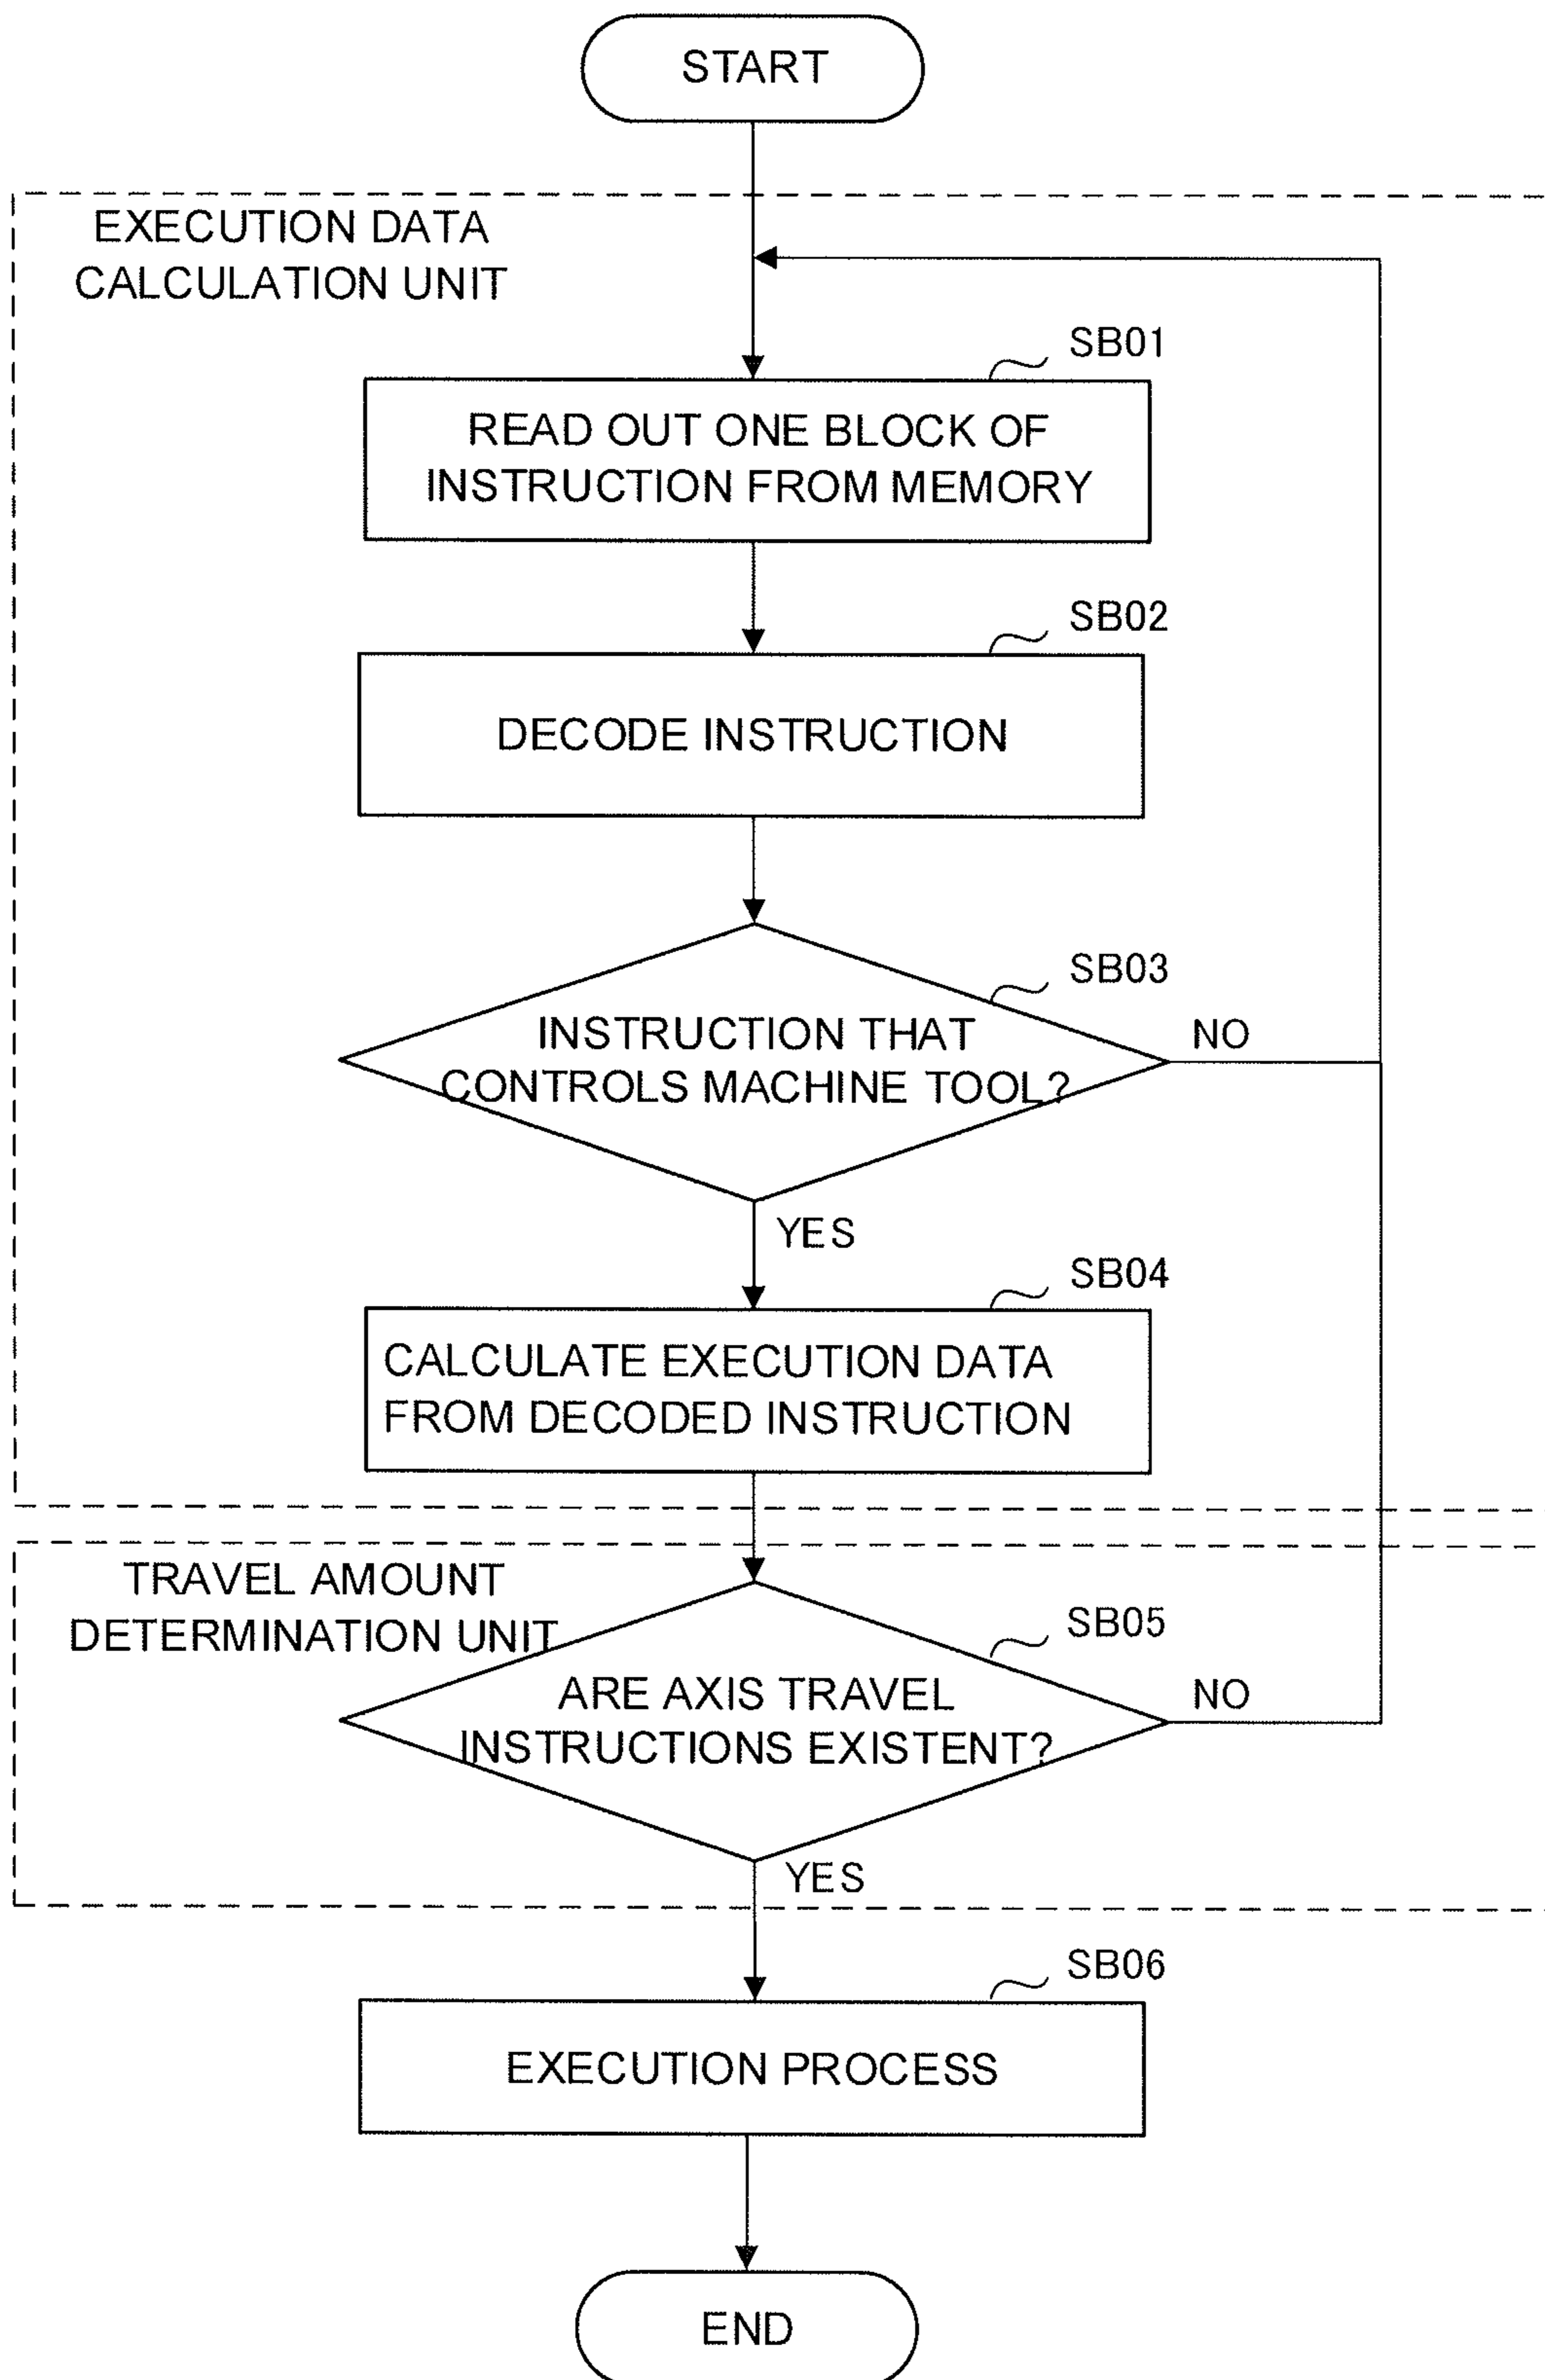 START
EXECUTION DATA
CALCULATION UNIT
SB01
READ OUT ONE BLOCK OF
INSTRUCTION FROM MEMORY
SB02
DECODE INSTRUCTION
SB03
INSTRUCTION THAT
CONTROLS MACHINE TOOL?
NO
YES
SB04
CALCULATE EXECUTION DATA
FROM DECODED INSTRUCTION
TRAVEL AMOUNT
DETERMINATION UNIT
SB05
ARE AXIS TRAVEL
INSTRUCTIONS EXISTENT?
NO
YES
SB06
EXECUTION PROCESS
END